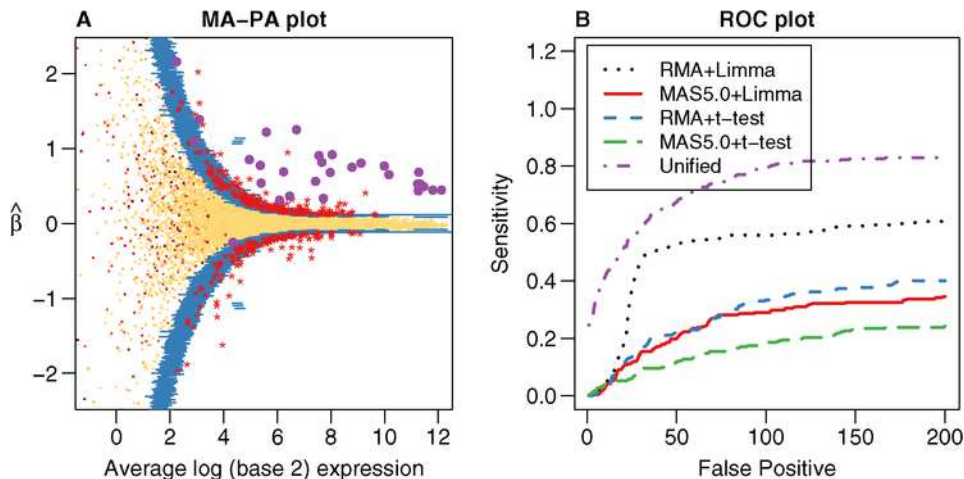 A MA-PA plot
2
1
0
-1
-2
β̂
0 2 4 6 8 10 12
Average log (base 2) expression
B ROC plot
1.2
1.0
0.8
0.6
0.4
0.2
0.0
Sensitivity
RMA+Limma
MAS5.0+Limma
RMA+t-test
MAS5.0+t-test
Unified
0 50 100 150 200
False Positive